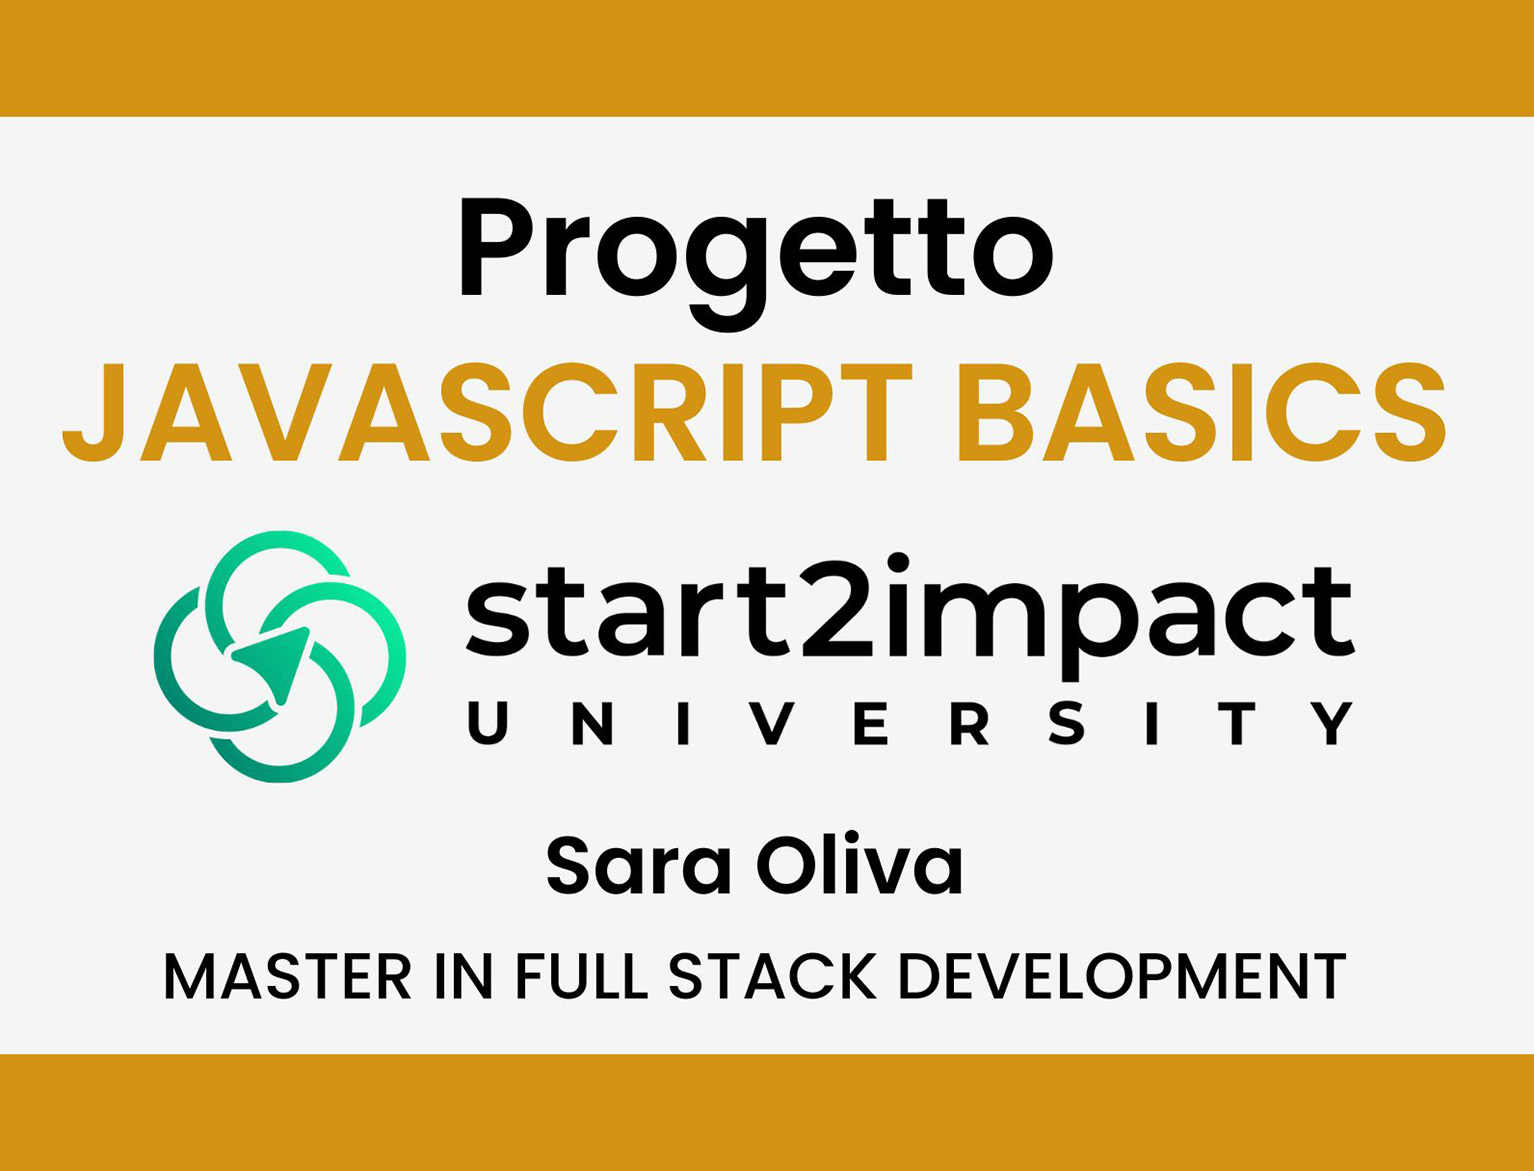 Progetto
JAVASCRIPT BASICS
start2impact
UNIVERSITY
Sara Oliva
MASTER IN FULL STACK DEVELOPMENT